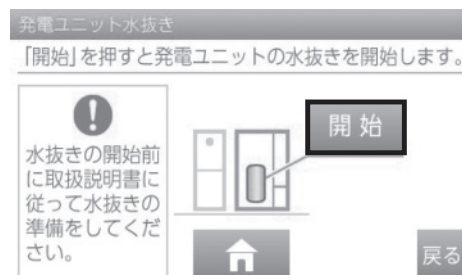 発電ユニット水抜き
「開始」を押すと発電ユニットの水抜きを開始します。
水抜きの開始前
に取扱説明書に
従って水抜きの
準備をしてくだ
さい。
開始
戻る